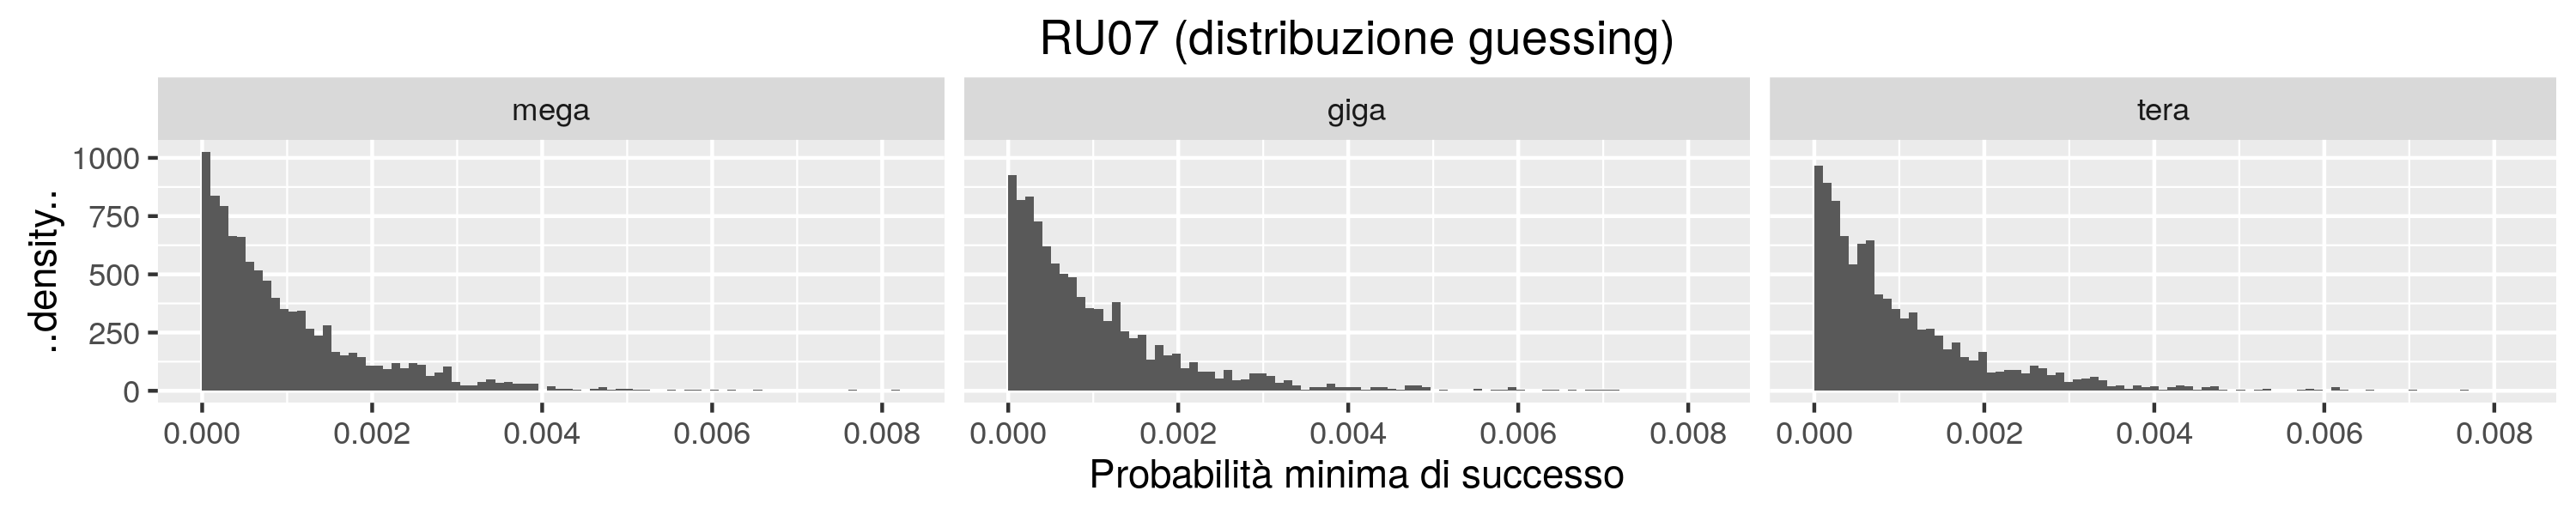 RU07 (distribuzione guessing)
mega giga tera
..density..
1000
750
500
250
0
0.000 0.002 0.004 0.006 0.008 0.000 0.002 0.004 0.006 0.008 0.000 0.002 0.004 0.006 0.008
Probabilità minima di successo